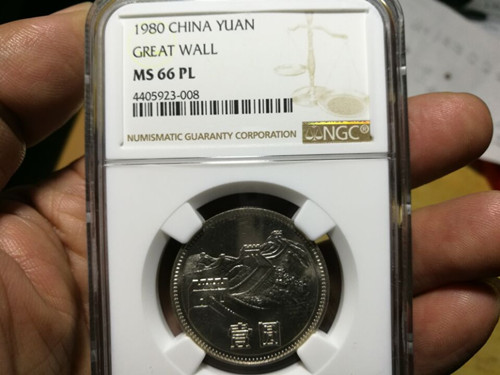 1980 CHINA YUAN
GREAT WALL
MS 66 PL
4405923-008
NUMISMATIC GUARANTY CORPORATION
NGC®
壹圆